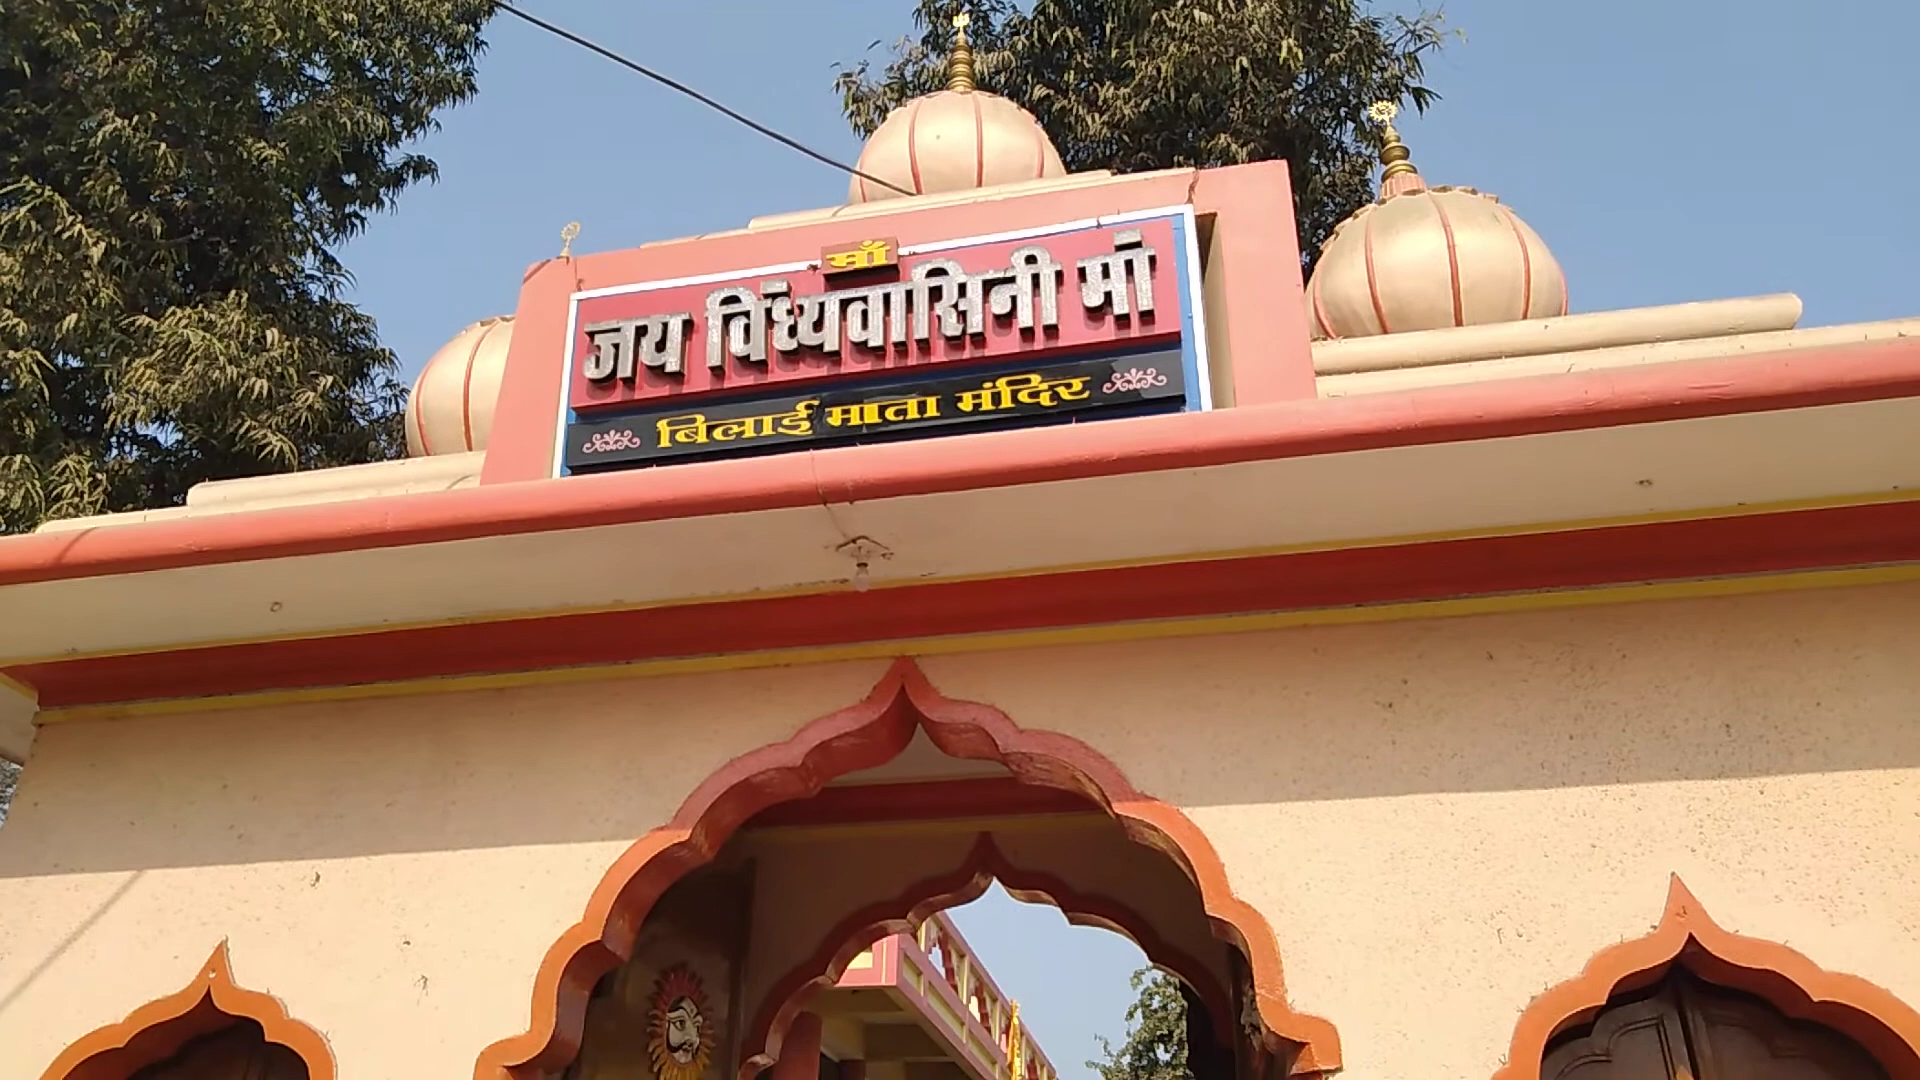 माँ
जय विंध्यवासिनी माँ
बिलाई माता मंदिर